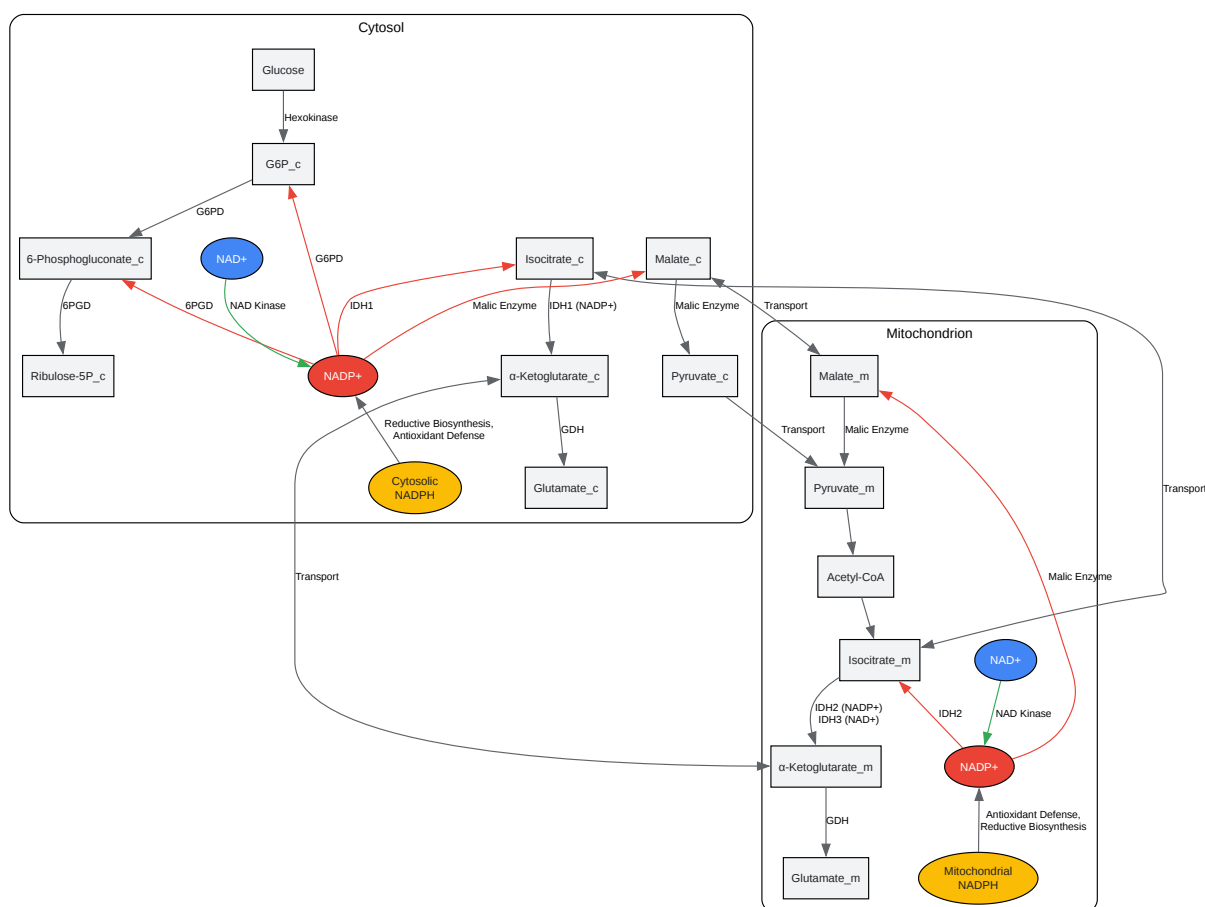 Cytosol
Glucose
Hexokinase
G6P_c
G6PD
6-Phosphogluconate_c
NAD+
G6PD
Isocitrate_c
Malate_c
6PGD
6PGD
NAD Kinase
IDH1
Malic Enzyme
IDH1 (NADP+)
Malic Enzyme
Transport
Mitochondrion
Ribulose-5P_c
NADP+
α-Ketoglutarate_c
Pyruvate_c
Malate_m
Reductive Biosynthesis,
Antioxidant Defense
GDH
Transport
Malic Enzyme
Cytosolic
NADPH
Glutamate_c
Pyruvate_m
Transport
Transport
Acetyl-CoA
Malic Enzyme
Isocitrate_m
NAD+
IDH2 (NADP+)
IDH3 (NAD+)
IDH2
NAD Kinase
α-Ketoglutarate_m
NADP+
GDH
Antioxidant Defense,
Reductive Biosynthesis
Glutamate_m
Mitochondrial
NADPH